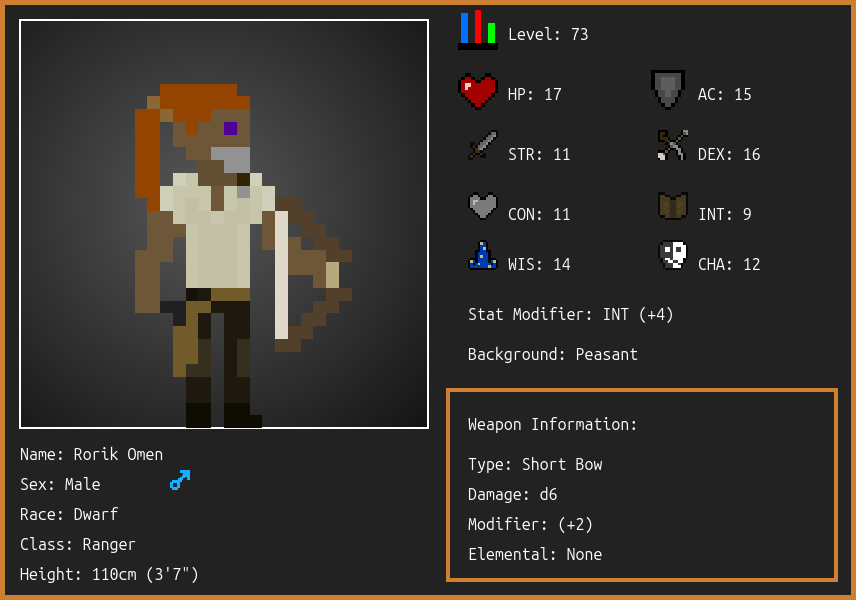 Level: 73
HP: 17
AC: 15
STR: 11
DEX: 16
CON: 11
INT: 9
WIS: 14
CHA: 12
Stat Modifier: INT (+4)
Background: Peasant
Weapon Information:
Type: Short Bow
Damage: d6
Modifier: (+2)
Elemental: None
Name: Rorik Omen
Sex: Male
Race: Dwarf
Class: Ranger
Height: 110cm (3'7")